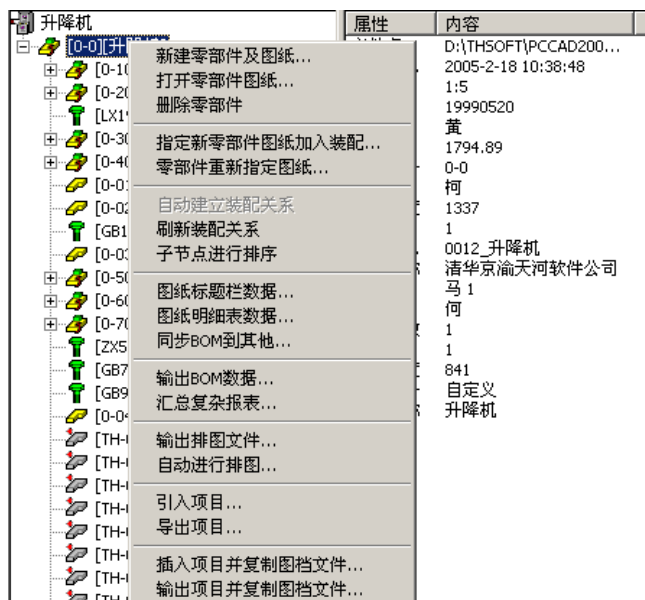 升降机
属性 内容
[0-0][升
D:\THSOFT\PCCAD200...
[0-10
2005-2-18 10:38:48
[0-20
1:5
[LX1
19990520
黄
[0-30
1794.89
[0-40
0-0
[0-01
柯
[0-02
1337
[GB1
1
[0-03
0012_升降机
清华京渝天河软件公司
[0-50
马 1
[0-60
何
[0-70
1
[ZX5
1
[GB7
841
[GB9
自定义
[0-04
升降机
[TH-
[TH-
[TH-
[TH-
[TH-
[TH-
[TH-
[TH-
新建零部件及图纸...
打开零部件图纸...
删除零部件
指定新零部件图纸加入装配...
零部件重新指定图纸...
自动建立装配关系
刷新装配关系
子节点进行排序
图纸标题栏数据...
图纸明细表数据...
同步BOM到其他...
输出BOM数据...
汇总复杂报表...
输出排图文件...
自动进行排图...
引入项目...
导出项目...
插入项目并复制图档文件...
输出项目并复制图档文件...